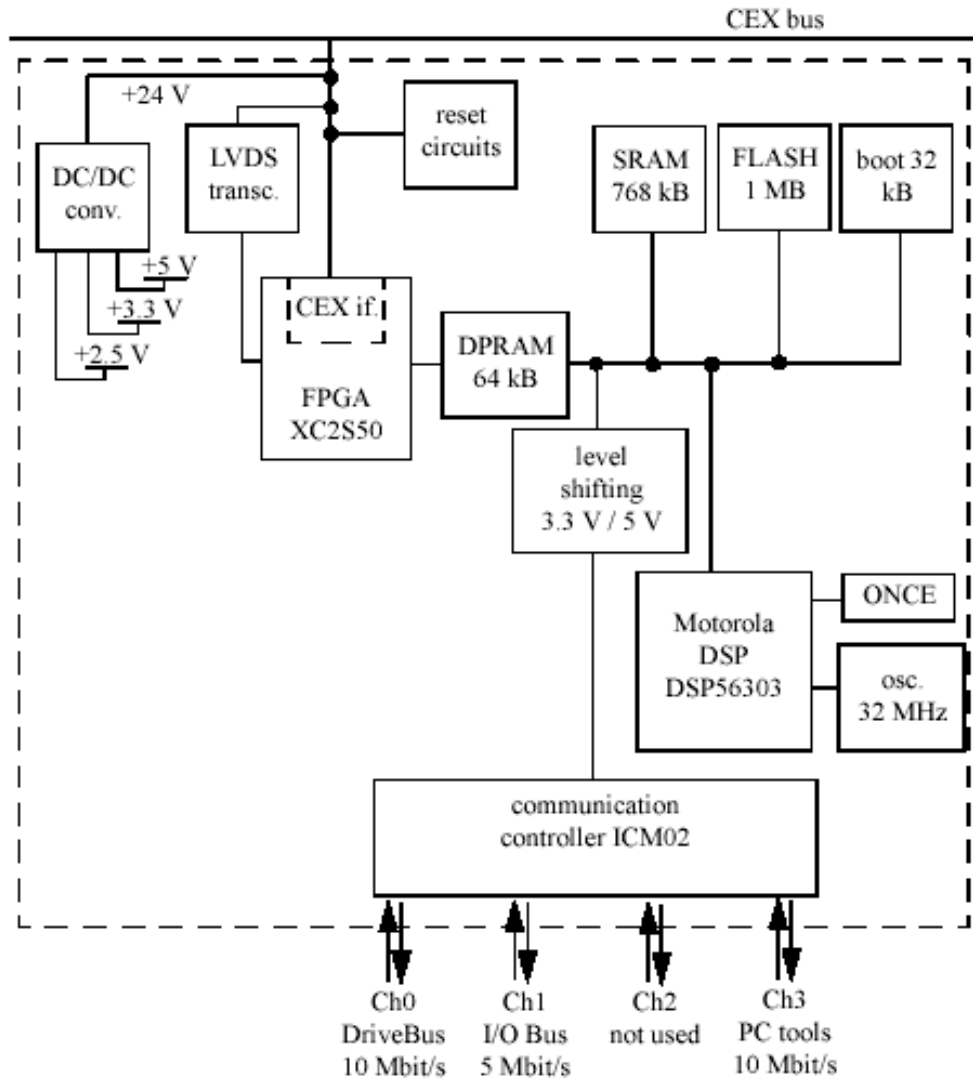 CEX bus
+24 V
DC/DC
conv.
LVDS
transc.
reset
circuits
SRAM
768 kB
FLASH
1 MB
boot 32
kB
+5 V
+3.3 V
+2.5 V
CEX if.
FPGA
XC2S50
DPRAM
64 kB
level
shifting
3.3 V / 5 V
Motorola
DSP
DSP56303
ONCE
osc.
32 MHz
communication
controller ICM02
Ch0
DriveBus
10 Mbit/s
Ch1
I/O Bus
5 Mbit/s
Ch2
not used
Ch3
PC tools
10 Mbit/s